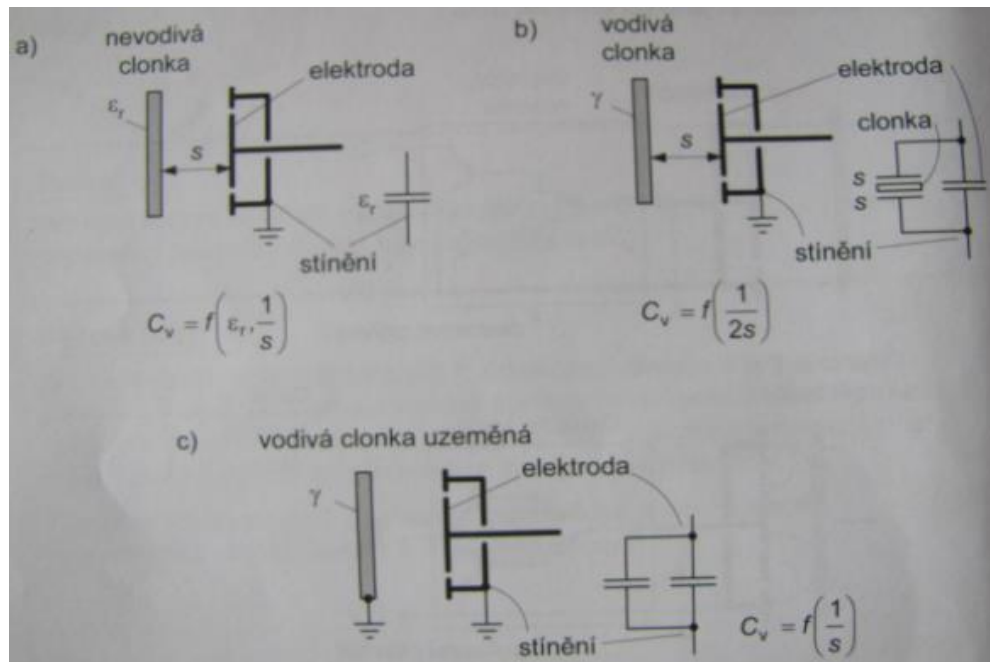 a)
nevodivá
clonka
εᵣ
elektroda
s
εᵣ
stínění
Cᵥ = f(εᵣ, 1/s)
b)
vodivá
clonka
γ
elektroda
clonka
s
s
s
stínění
Cᵥ = f(1/2s)
c) vodivá clonka uzeměná
γ
elektroda
stínění
Cᵥ = f(1/s)